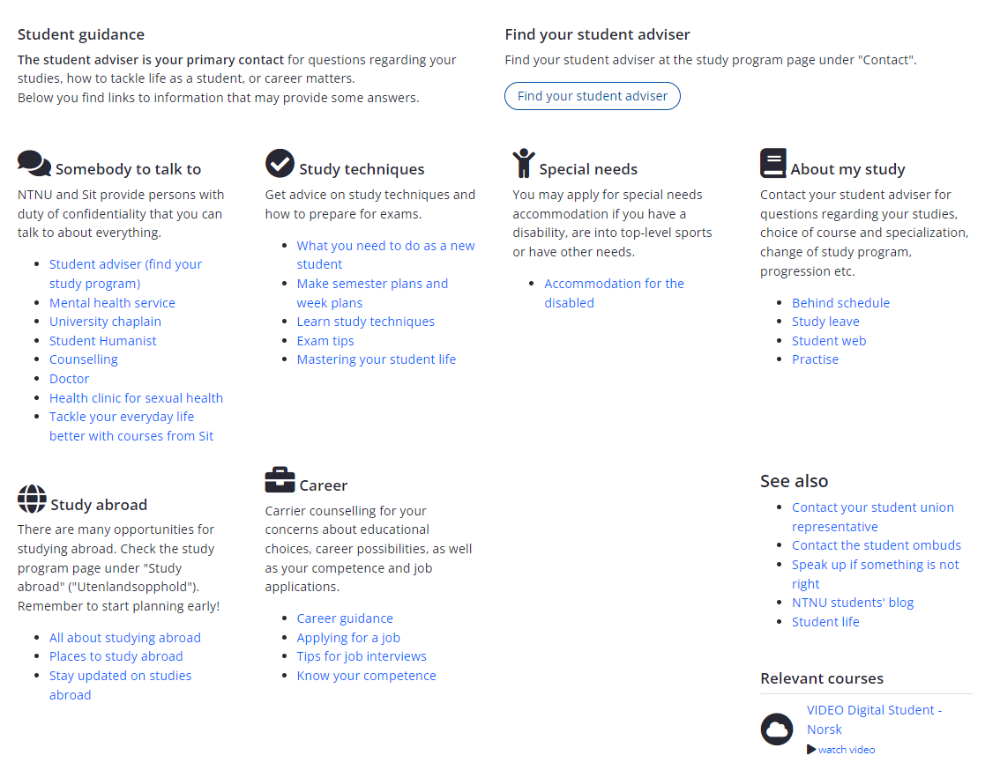 Student guidance
The student adviser is your primary contact for questions regarding your
studies, how to tackle life as a student, or career matters.
Below you find links to information that may provide some answers.
Find your student adviser
Find your student adviser at the study program page under "Contact".
Find your student adviser
Somebody to talk to
NTNU and Sit provide persons with
duty of confidentiality that you can
talk to about everything.
Student adviser (find your
study program)
Mental health service
University chaplain
Student Humanist
Counselling
Doctor
Health clinic for sexual health
Tackle your everyday life
better with courses from Sit
Study techniques
Get advice on study techniques and
how to prepare for exams.
What you need to do as a new
student
Make semester plans and
week plans
Learn study techniques
Exam tips
Mastering your student life
Special needs
You may apply for special needs
accommodation if you have a
disability, are into top-level sports
or have other needs.
Accommodation for the
disabled
About my study
Contact your student adviser for
questions regarding your studies,
choice of course and specialization,
change of study program,
progression etc.
Behind schedule
Study leave
Student web
Practise
Study abroad
There are many opportunities for
studying abroad. Check the study
program page under "Study
abroad" ("Utenlandsopphold").
Remember to start planning early!
All about studying abroad
Places to study abroad
Stay updated on studies
abroad
Career
Carrier counselling for your
concerns about educational
choices, career possibilities, as well
as your competence and job
applications.
Career guidance
Applying for a job
Tips for job interviews
Know your competence
See also
Contact your student union
representative
Contact the student ombuds
Speak up if something is not
right
NTNU students' blog
Student life
Relevant courses
VIDEO Digital Student -
Norsk
watch video